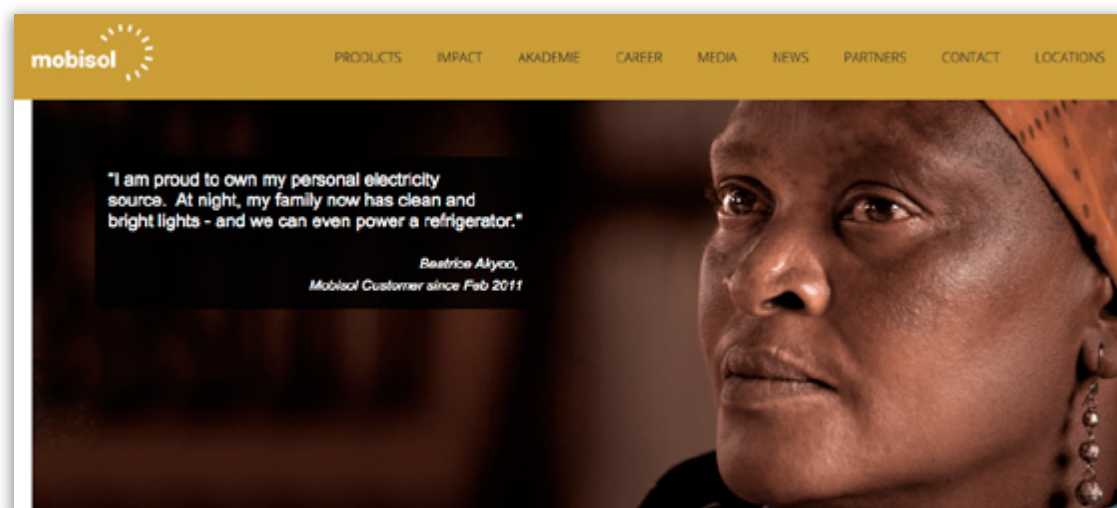 mobisol
PRODUCTS IMPACT AKADEMIE CAREER MEDIA NEWS PARTNERS CONTACT LOCATIONS
"I am proud to own my personal electricity
source. At night, my family now has clean and
bright lights - and we can even power a refrigerator."
Beatrice Akyoo,
Mobisol Customer since Feb 2011